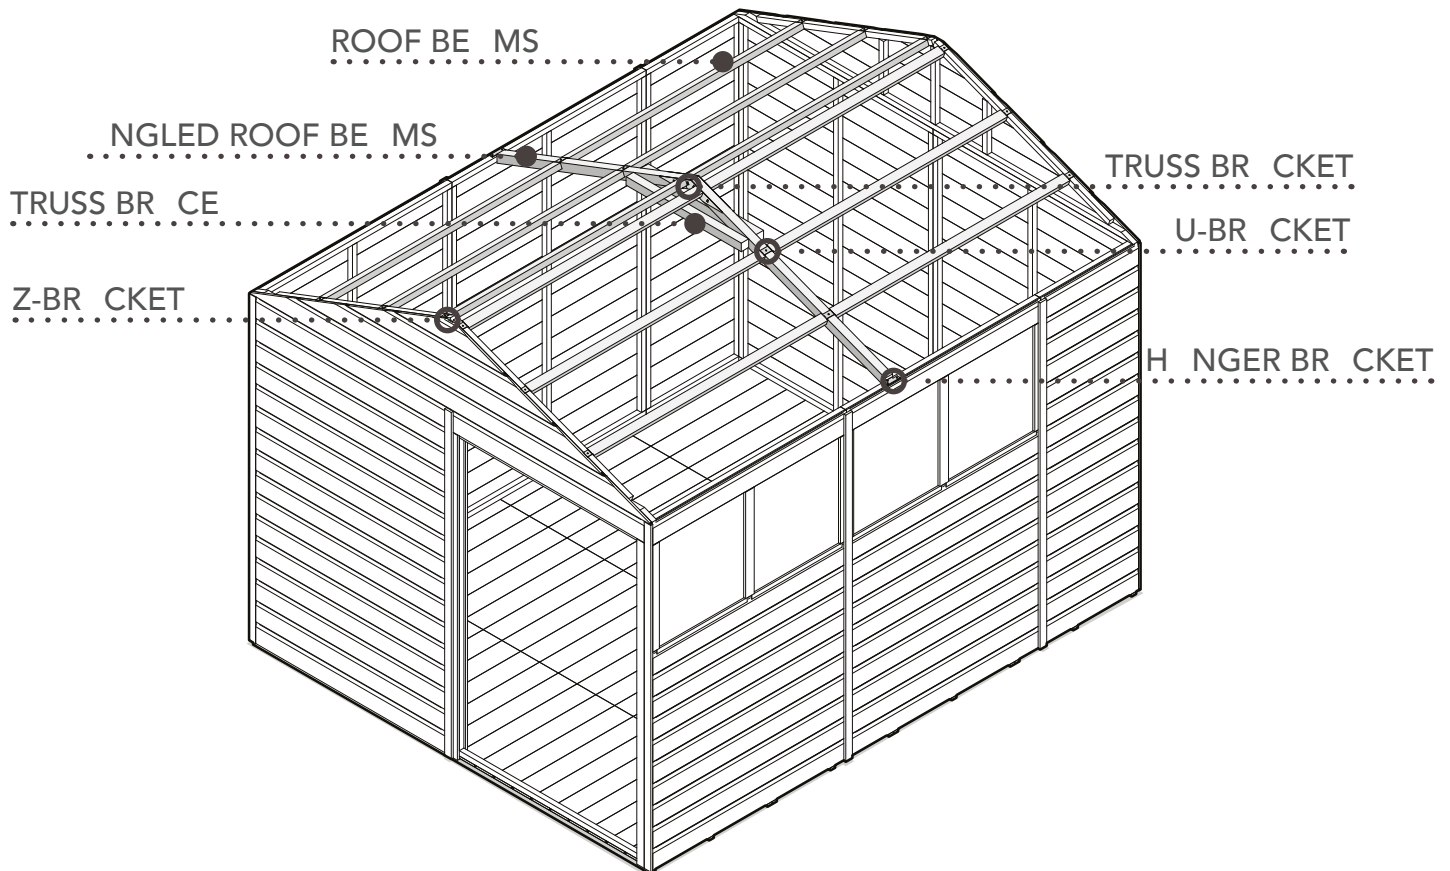 ROOF BE MS
NGLED ROOF BE MS
TRUSS BR CE
Z-BR CKET
TRUSS BR CKET
U-BR CKET
H NGER BR CKET